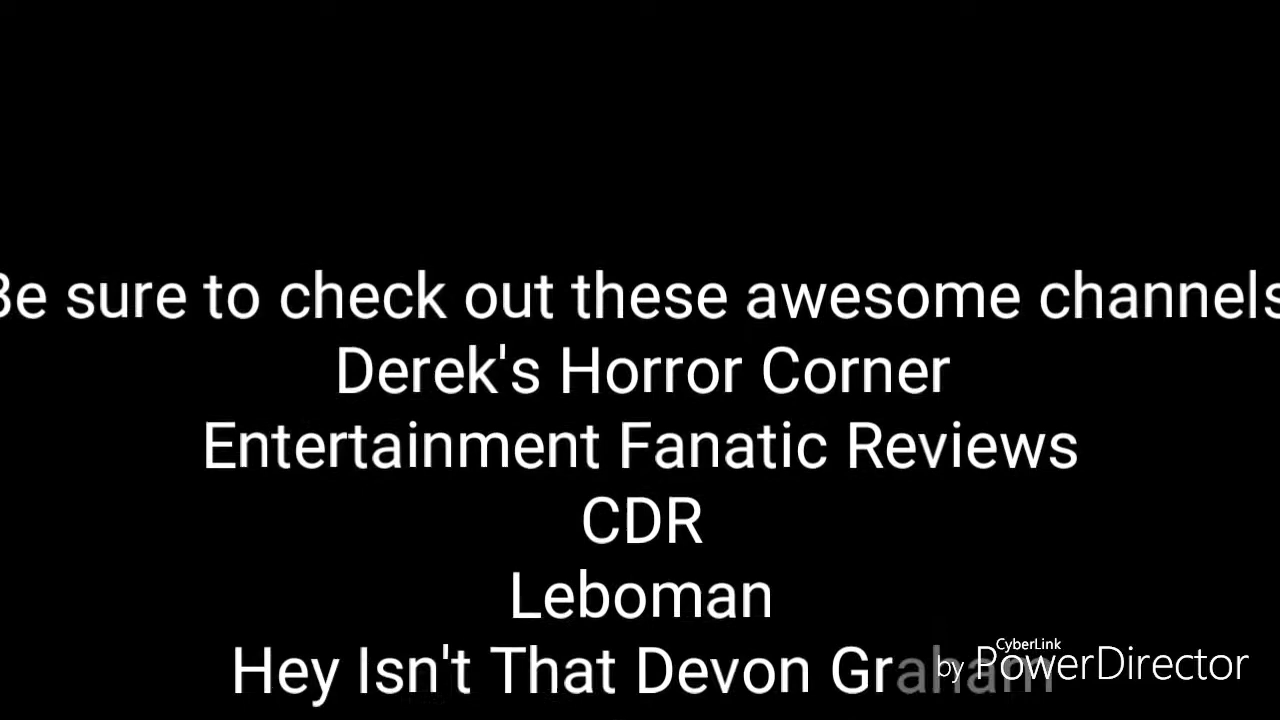 Be sure to check out these awesome channels
Derek's Horror Corner
Entertainment Fanatic Reviews
CDR
Leboman
Hey Isn't That Devon Graham
CyberLink
by PowerDirector